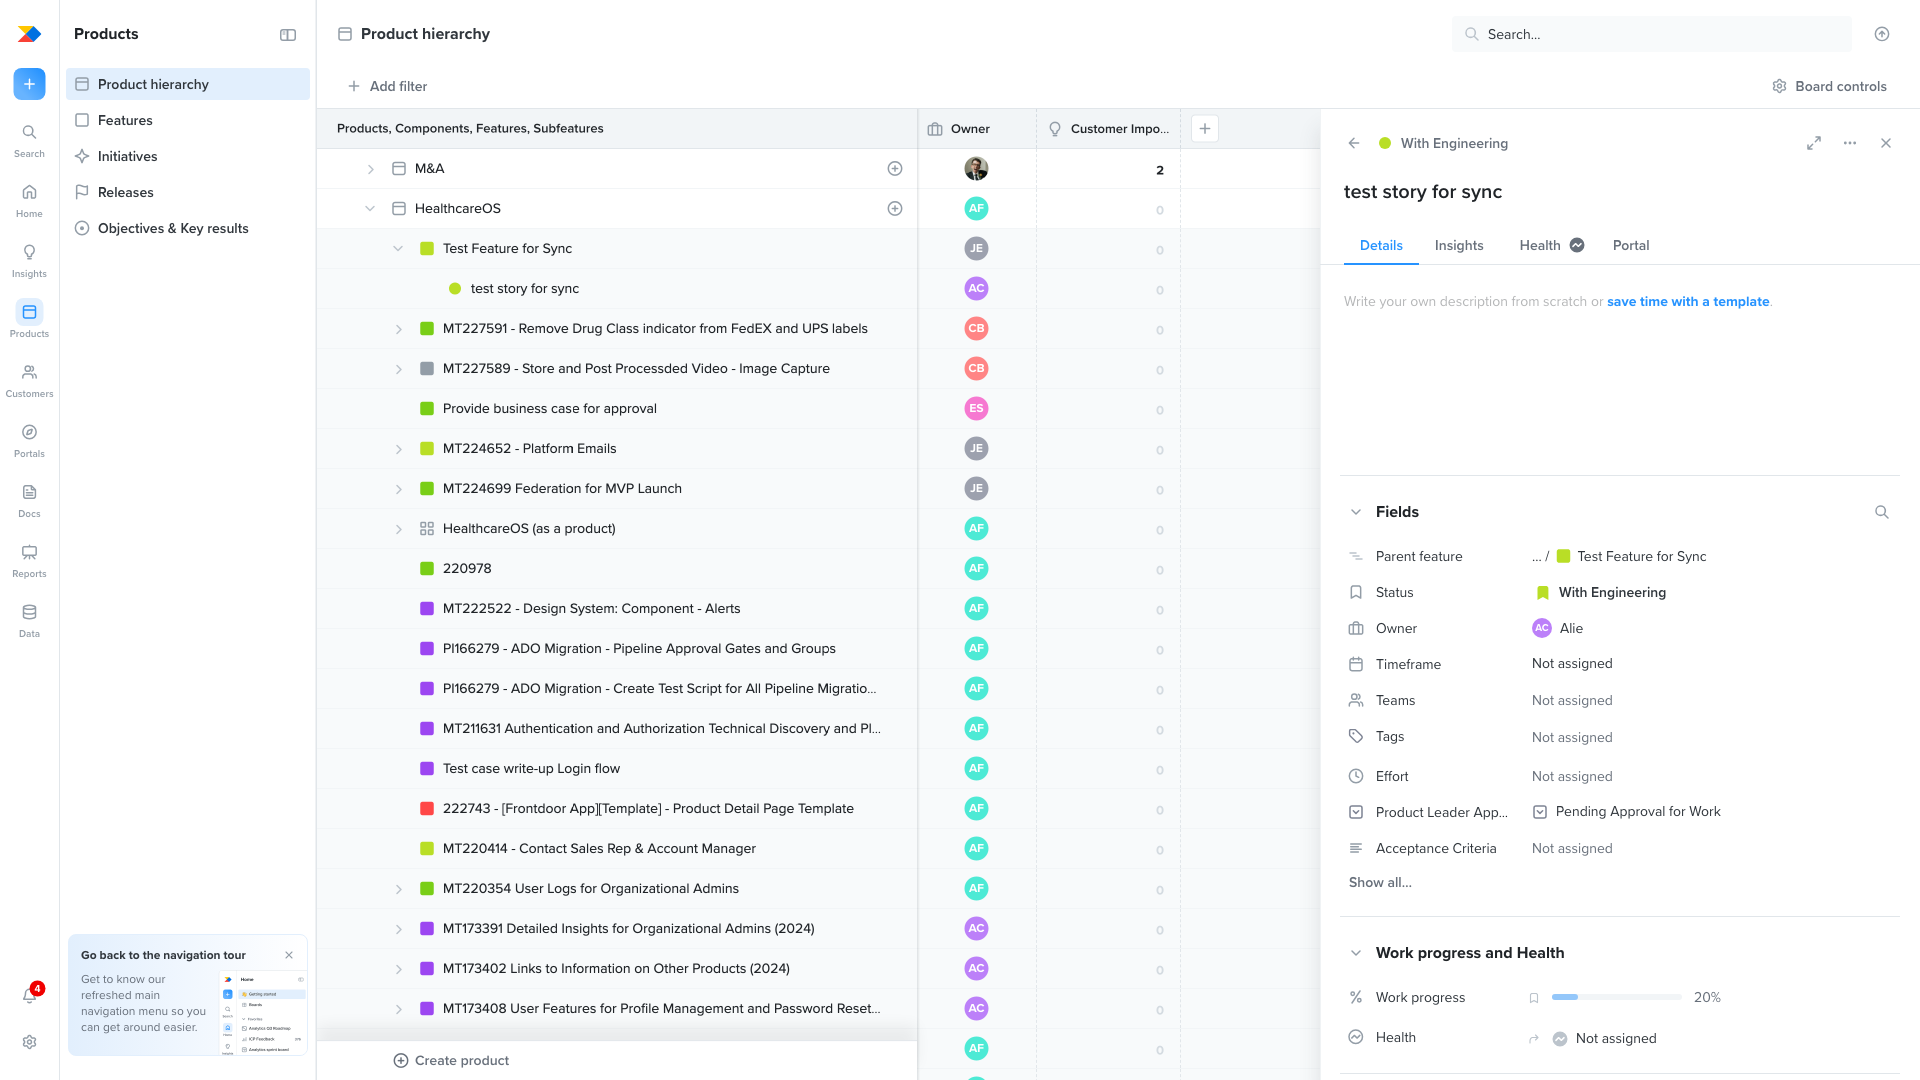 Products
Product hierarchy
Features
Initiatives
Releases
Objectives & Key results
Search
Home
Insights
Products
Customers
Portals
Docs
Reports
Data
4
Go back to the navigation tour
Get to know our
refreshed main
navigation menu so you
can get around easier.
Home
Getting started
Boards
Favorites
Analytics Q3 Roadmap
ICP Feedback
Analytics sprint board
Product hierarchy
Search...
Add filter
Board controls
Products, Components, Features, Subfeatures
Owner
Customer Impo...
M&A
2
HealthcareOS
AF
0
Test Feature for Sync
JE
0
test story for sync
AC
0
MT227591 - Remove Drug Class indicator from FedEX and UPS labels
CB
0
MT227589 - Store and Post Processded Video - Image Capture
CB
0
Provide business case for approval
ES
0
MT224652 - Platform Emails
JE
0
MT224699 Federation for MVP Launch
JE
0
HealthcareOS (as a product)
AF
0
220978
AF
0
MT222522 - Design System: Component - Alerts
AF
0
PI166279 - ADO Migration - Pipeline Approval Gates and Groups
AF
0
PI166279 - ADO Migration - Create Test Script for All Pipeline Migratio...
AF
0
MT211631 Authentication and Authorization Technical Discovery and Pl...
AF
0
Test case write-up Login flow
AF
0
222743 - [Frontdoor App][Template] - Product Detail Page Template
AF
0
MT220414 - Contact Sales Rep & Account Manager
AF
0
MT220354 User Logs for Organizational Admins
AF
0
MT173391 Detailed Insights for Organizational Admins (2024)
AC
0
MT173402 Links to Information on Other Products (2024)
AC
0
MT173408 User Features for Profile Management and Password Reset...
AC
0
AF
0
Create product
With Engineering
test story for sync
Details
Insights
Health
Portal
Write your own description from scratch or save time with a template.
Fields
Parent feature
... / Test Feature for Sync
Status
With Engineering
Owner
AC Alie
Timeframe
Not assigned
Teams
Not assigned
Tags
Not assigned
Effort
Not assigned
Product Leader App...
Pending Approval for Work
Acceptance Criteria
Not assigned
Show all...
Work progress and Health
Work progress
20%
Health
Not assigned